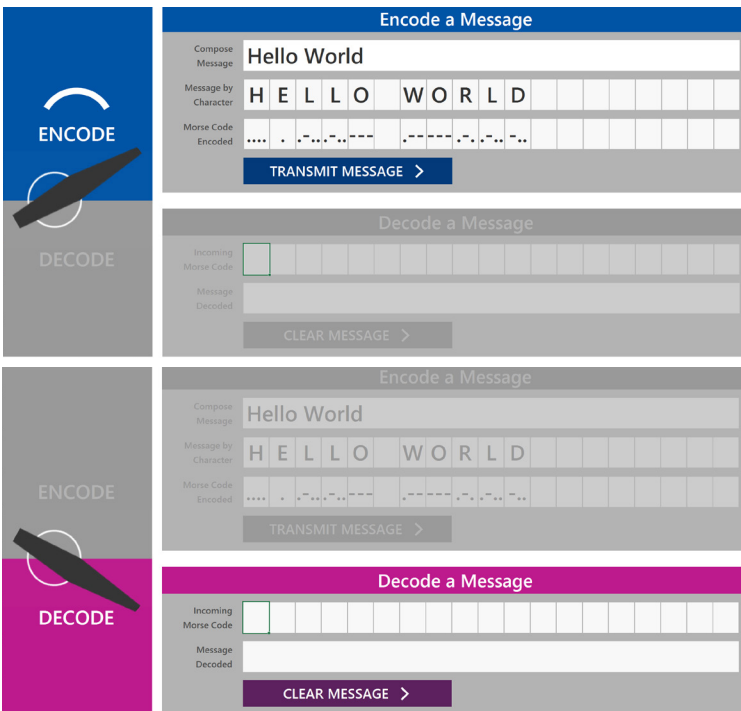 Encode a Message
Compose Message
Hello World
Message by Character
H E L L O W O R L D
ENCODE
Morse Code Encoded
.... . .-.. .-.. --- .-- --- .-. .-.. -..
TRANSMIT MESSAGE >
Decode a Message
DECODE
Incoming Morse Code
Message Decoded
CLEAR MESSAGE >
Encode a Message
Compose Message
Hello World
Message by Character
H E L L O W O R L D
ENCODE
Morse Code Encoded
.... . .-.. .-.. --- .-- --- .-. .-.. -..
TRANSMIT MESSAGE >
Decode a Message
Incoming Morse Code
DECODE
Message Decoded
CLEAR MESSAGE >